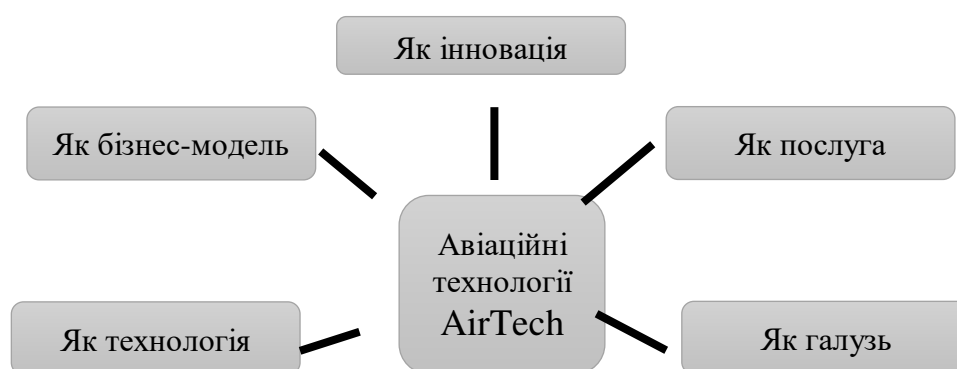 Як інновація
Як бізнес-модель
Як послуга
Авіаційні
технології
AirTech
Як технологія
Як галузь